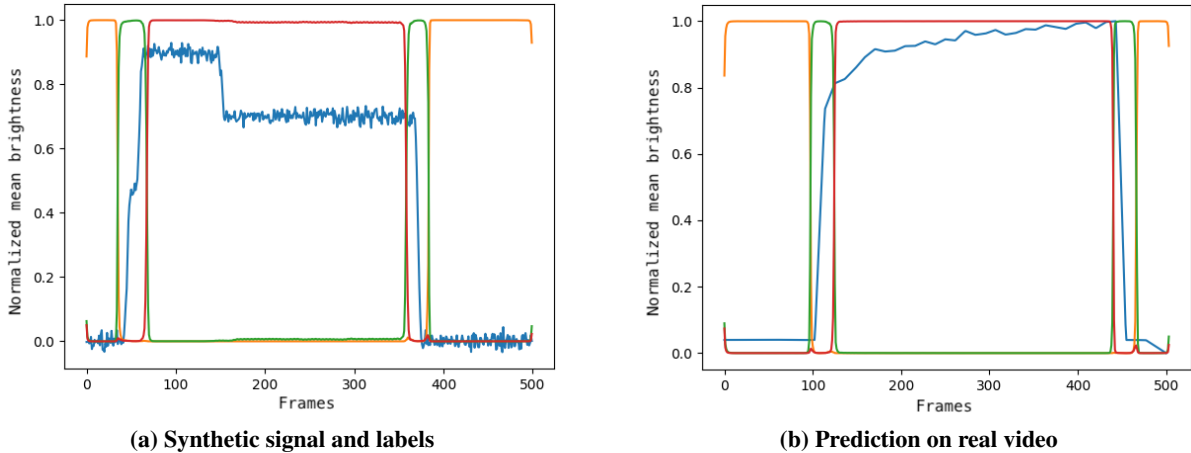 Normalized mean brightness
1.0
0.8
0.6
0.4
0.2
0.0
0 100 200 300 400 500
Frames
(a) Synthetic signal and labels
Normalized mean brightness
1.0
0.8
0.6
0.4
0.2
0.0
0 100 200 300 400 500
Frames
(b) Prediction on real video